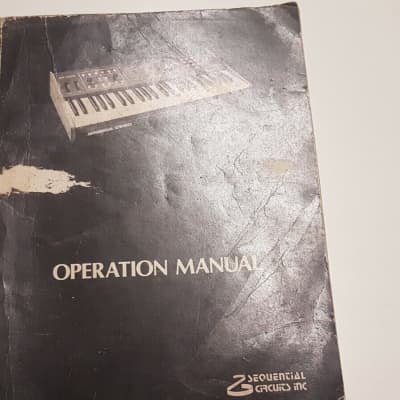 OPERATION MANUAL
SEQUENTIAL
CIRCUITS INC